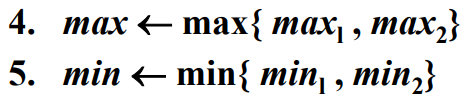 4. max ← max{ max₁ , max₂}
5. min ← min{ min₁ , min₂}